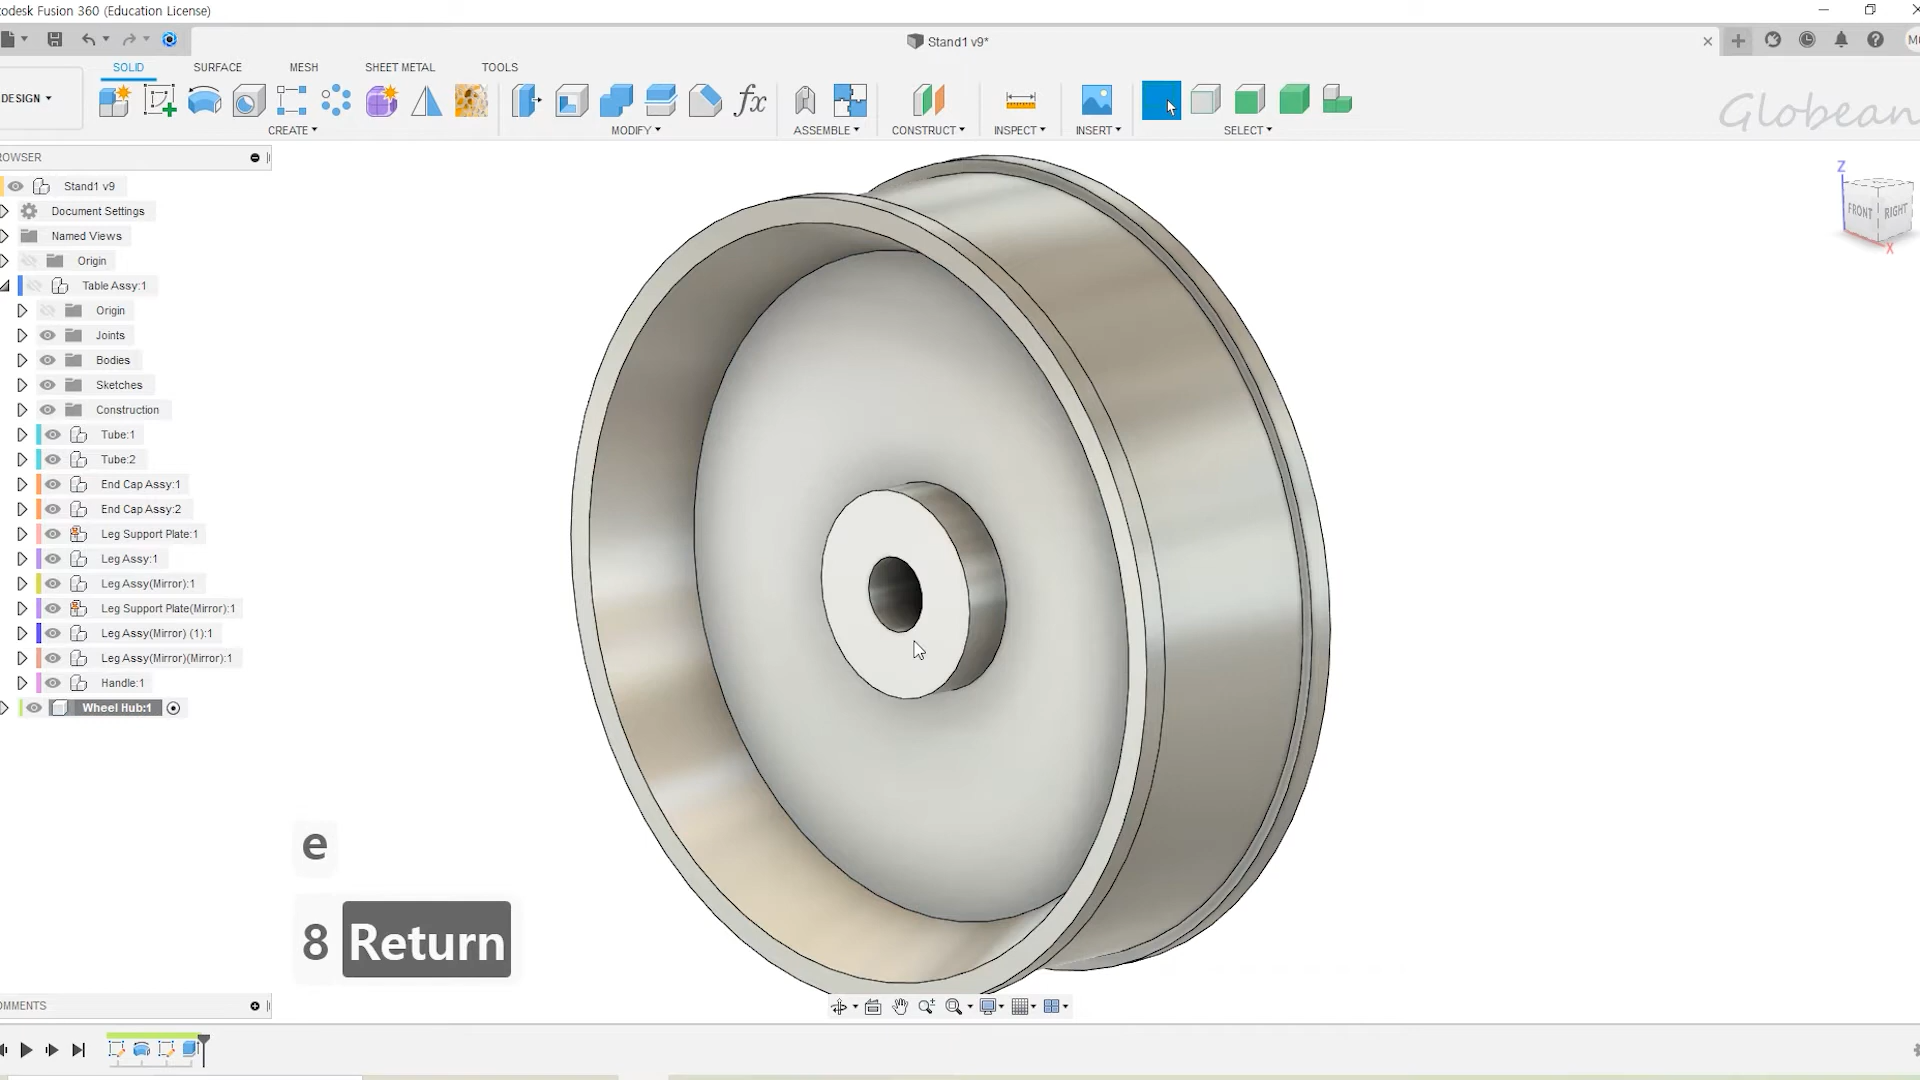 odesk Fusion 360 (Education License)
Stand1 v9*
SOLID SURFACE MESH SHEET METAL TOOLS
DESIGN
fx
CREATE MODIFY ASSEMBLE CONSTRUCT INSPECT INSERT SELECT
Globean
ROWSER
Stand1 v9
Document Settings
Named Views
Origin
Table Assy:1
Origin
Joints
Bodies
Sketches
Construction
Tube:1
Tube:2
End Cap Assy:1
End Cap Assy:2
Leg Support Plate:1
Leg Assy:1
Leg Assy(Mirror):1
Leg Support Plate(Mirror):1
Leg Assy(Mirror) (1):1
Leg Assy(Mirror)(Mirror):1
Handle:1
Wheel Hub:1
Z
FRONT RIGHT
X
e
8 Return
OMMENTS